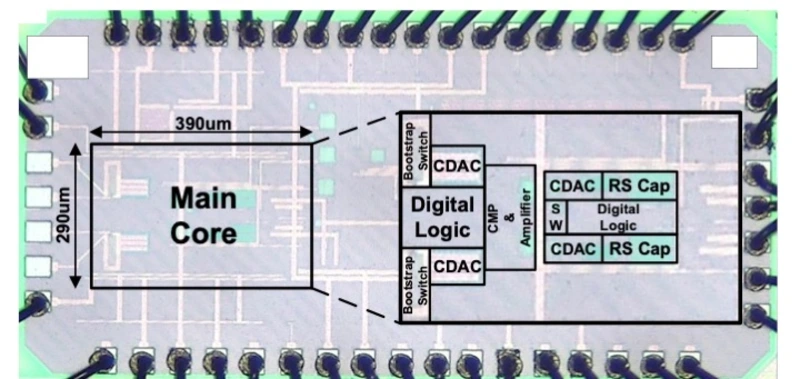 390um
290um
Main
Core
Bootstrap
Switch
CDAC
Digital
Logic
CDAC
Bootstrap
Switch
CMP
&
Amplifier
CDAC
RS Cap
S
W
Digital
Logic
CDAC
RS Cap